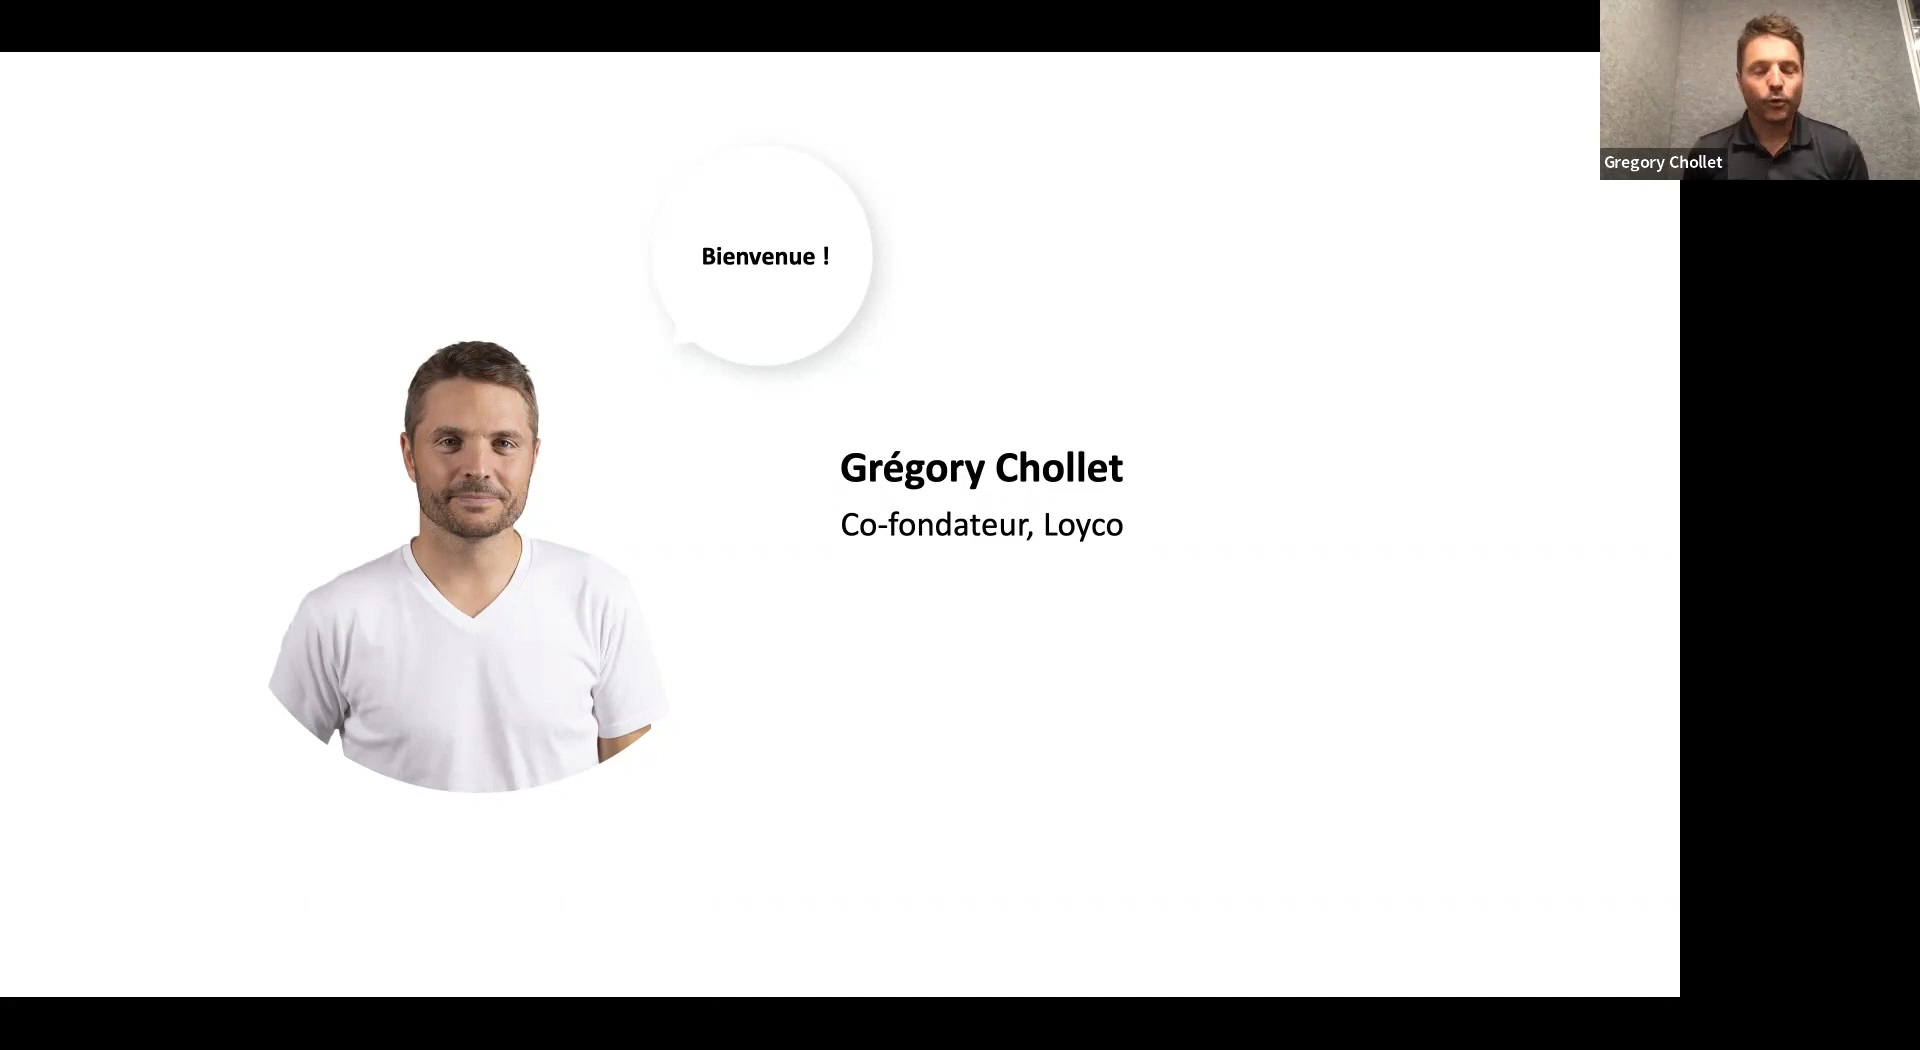 Gregory Chollet
Bienvenue !
Grégory Chollet
Co-fondateur, Loyco